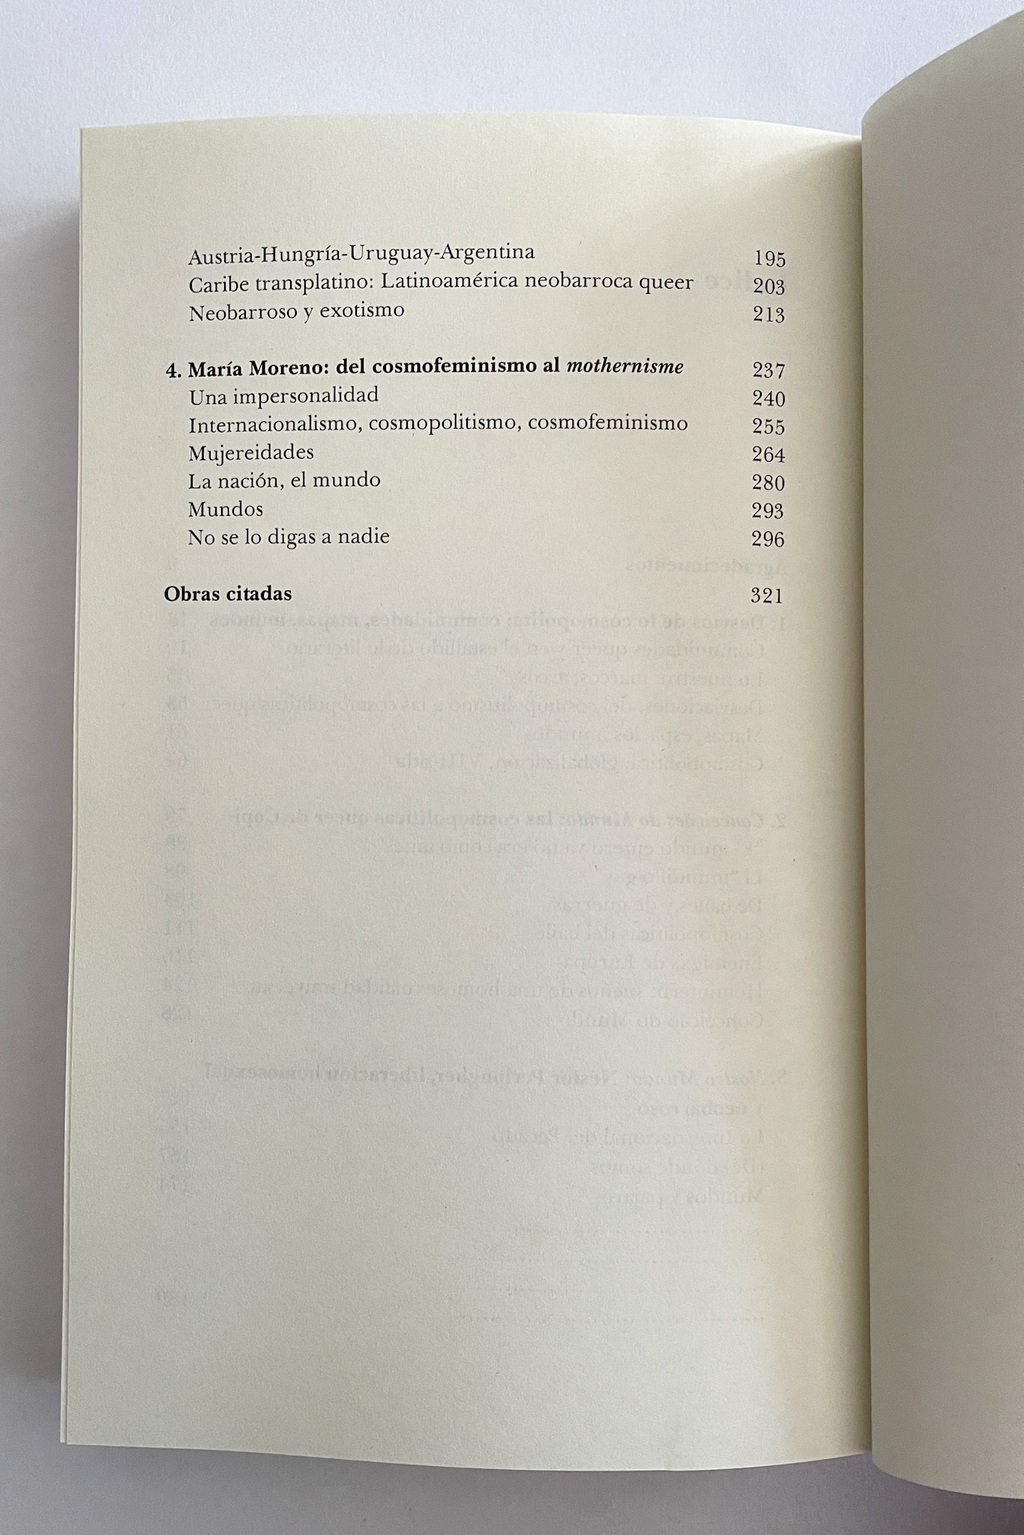 Austria-Hungría-Uruguay-Argentina 195
Caribe transplatino: Latinoamérica neobarroca queer 203
Neobarroso y exotismo 213
4. María Moreno: del cosmofeminismo al mothernisme 237
Una impersonalidad 240
Internacionalismo, cosmopolitismo, cosmofeminismo 255
Mujereidades 264
La nación, el mundo 280
Mundos 293
No se lo digas a nadie 296
Obras citadas 321